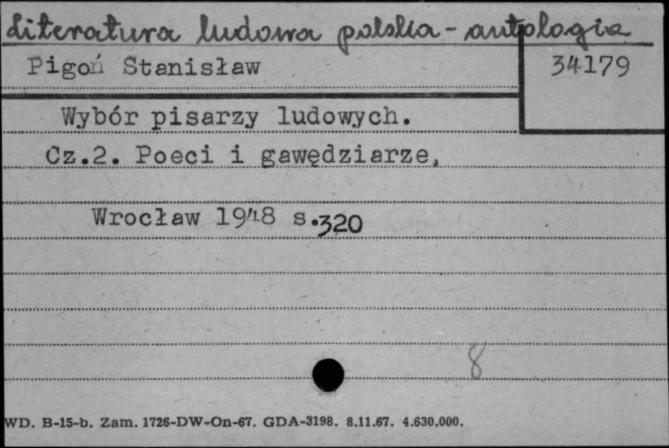 Literatura ludowa polska - antologia
Pigoń Stanisław 34179
Wybór pisarzy ludowych.
Cz.2. Poeci i gawędziarze,
Wrocław 1948 s.320
8
WD. B-15-b. Zam. 1726-DW-On-67. GDA-3198. 8.11.67. 4.630.000.